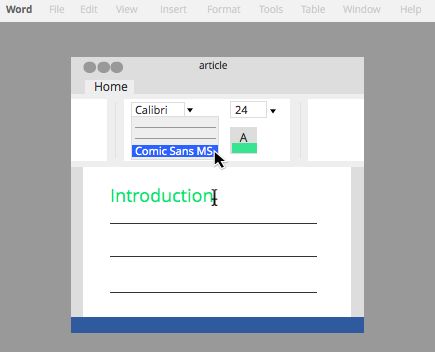 Word File Edit View Insert Format Tools Table Window Help
article
Home
Calibri 24
A
Comic Sans MS
Introduction